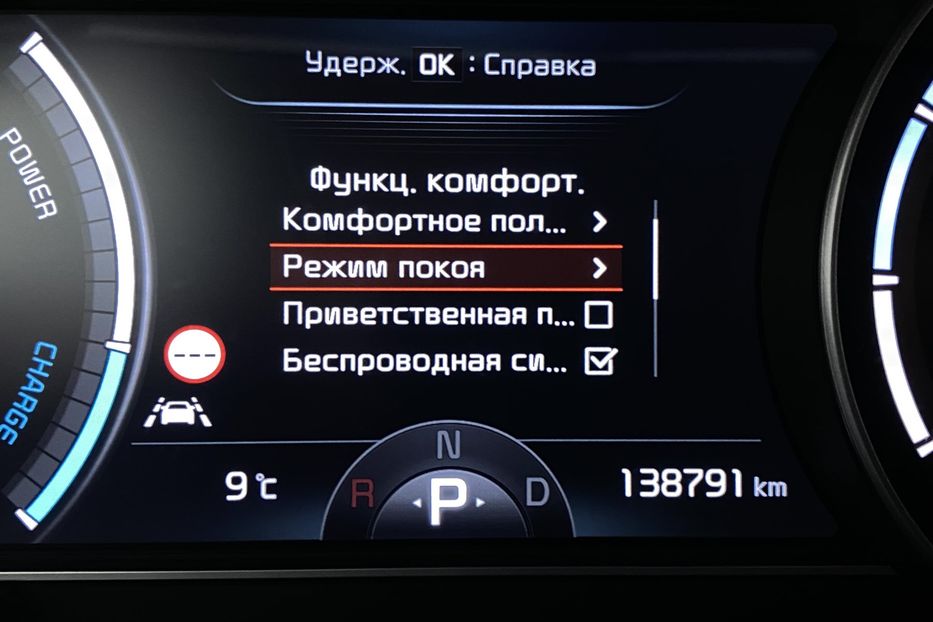 Удерж. OK : Справка
POWER
Функц. комфорт.
Комфортное пол...
Режим покоя
Приветственная п...
Беспроводная си...
---
CHARGE
N
R P D
9 °C
138791 km